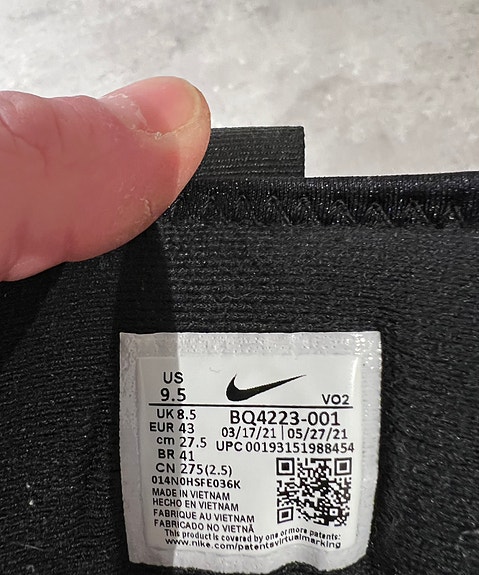 US
9.5
VO2
UK 8.5
EUR 43
cm 27.5
BR 41
CN 275(2.5)
BQ4223-001
03/17/21 | 05/27/21
UPC 00193151988454
014N0HSFE036K
MADE IN VIETNAM
HECHO EN VIETNAM
FABRIQUE AU VIETNAM
FABRICADO NO VIETNÃ
This product is covered by one or more patents:
www.nike.com/patentsvirtualmarking